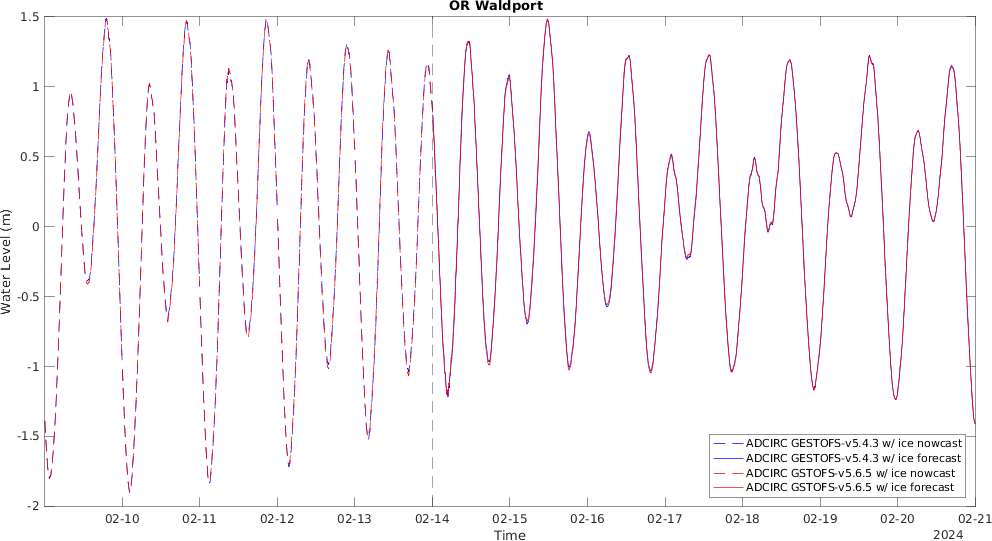 OR Waldport
1.5
1
0.5
0
-0.5
-1
-1.5
-2
Water Level (m)
02-10 02-11 02-12 02-13 02-14 02-15 02-16 02-17 02-18 02-19 02-20 02-21
Time
2024
ADCIRC GESTOFS-v5.4.3 w/ ice nowcast
ADCIRC GESTOFS-v5.4.3 w/ ice forecast
ADCIRC GSTOFS-v5.6.5 w/ ice nowcast
ADCIRC GSTOFS-v5.6.5 w/ ice forecast